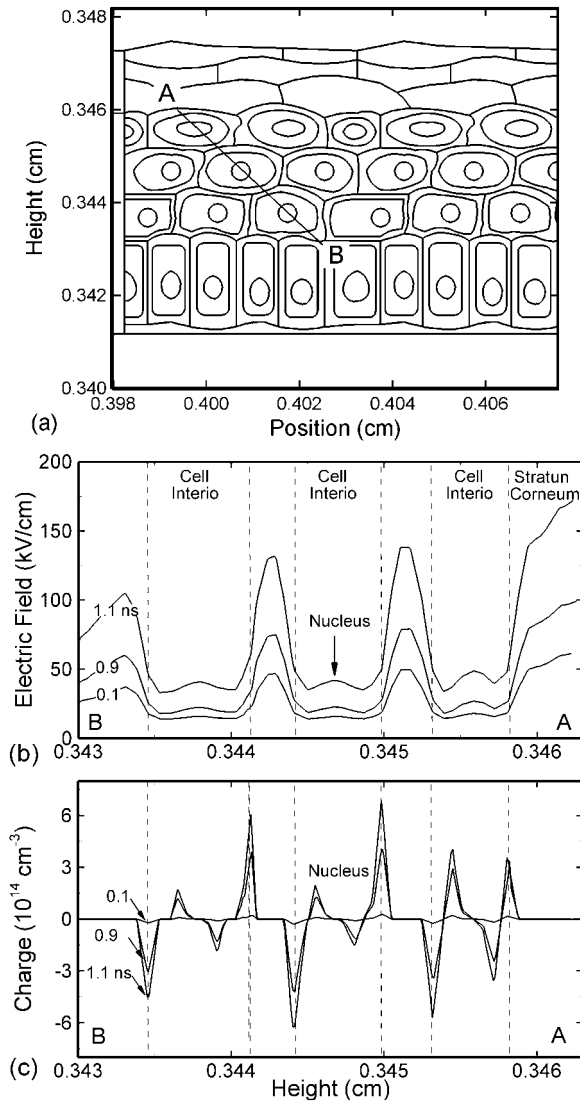 0.348
0.346
0.344
0.342
0.340
Height (cm)
A
B
0.398 0.400 0.402 0.404 0.406
(a) Position (cm)
200
150
100
50
0
Electric Field (kV/cm)
Cell Interio
Cell Interio
Cell Interio
Stratun Corneum
1.1 ns
0.9
0.1
Nucleus
B A
(b) 0.343 0.344 0.345 0.346
6
3
0
-3
-6
Charge (10¹⁴ cm⁻³)
0.1
0.9
1.1 ns
Nucleus
B A
(c) 0.343 0.344 0.345 0.346
Height (cm)